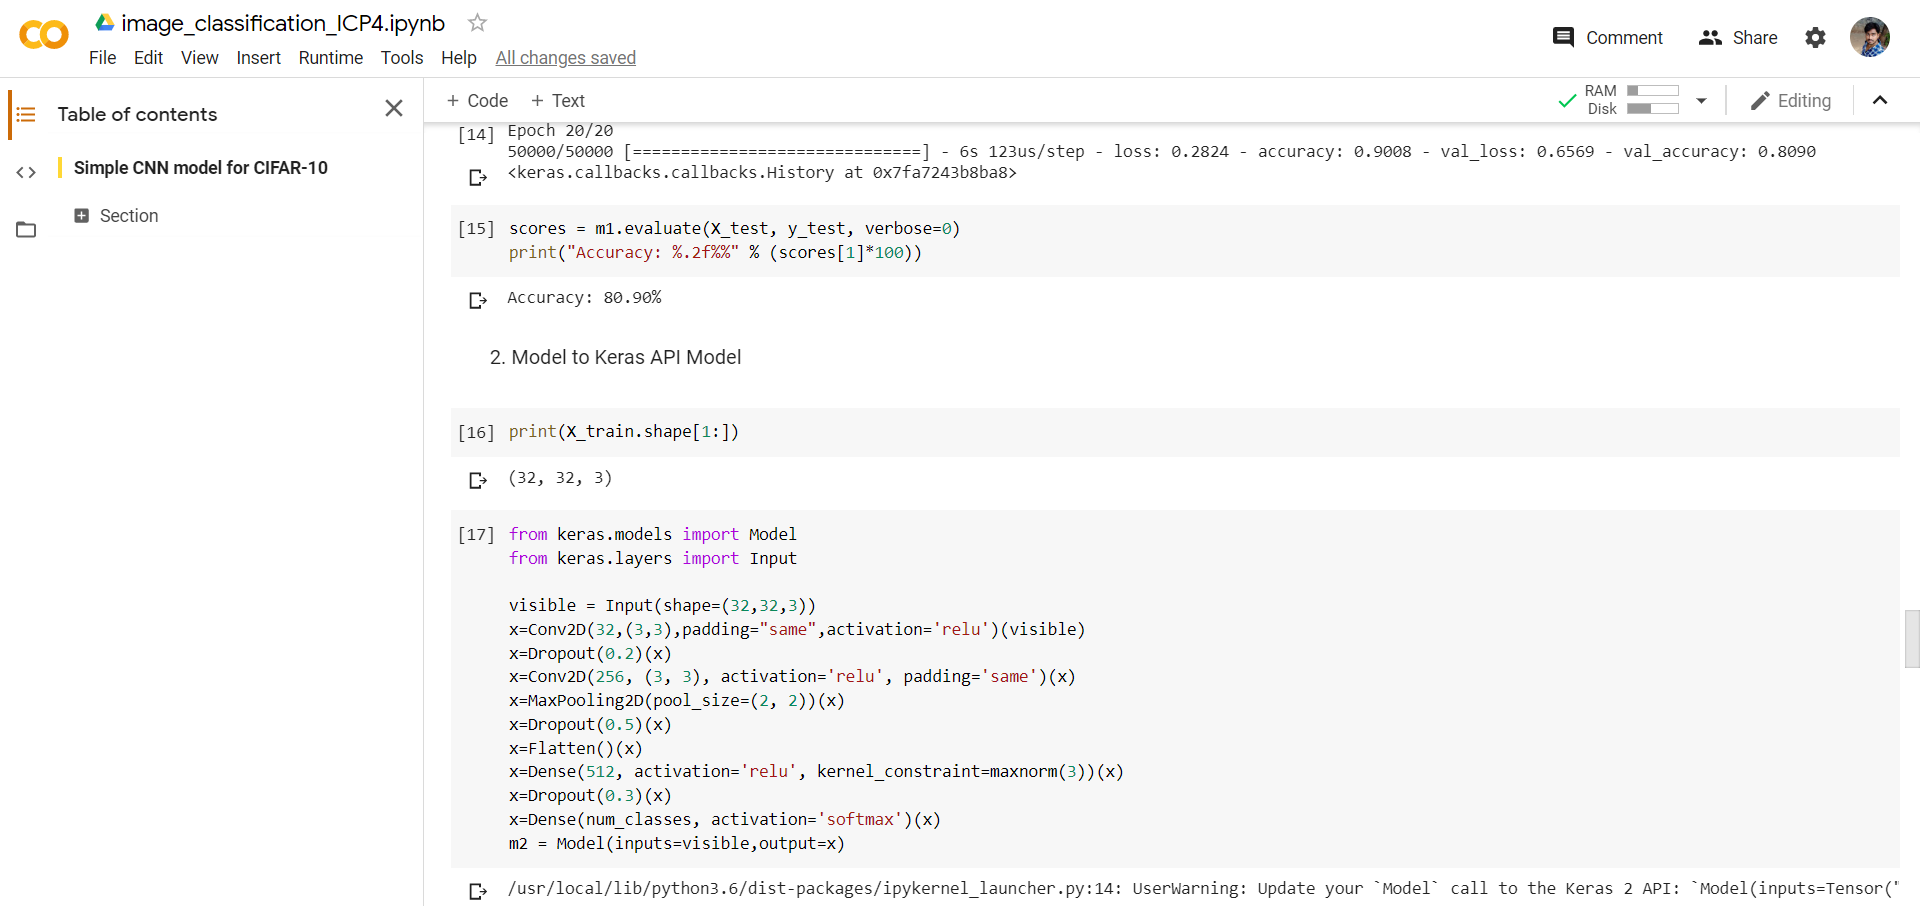 image_classification_ICP4.ipynb
File Edit View Insert Runtime Tools Help All changes saved
Comment Share
Table of contents
Simple CNN model for CIFAR-10
Section
+ Code + Text
RAM
Disk
Editing
[14] Epoch 20/20
50000/50000 [==============================] - 6s 123us/step - loss: 0.2824 - accuracy: 0.9008 - val_loss: 0.6569 - val_accuracy: 0.8090
<keras.callbacks.callbacks.History at 0x7fa7243b8ba8>
[15] scores = m1.evaluate(X_test, y_test, verbose=0)
print("Accuracy: %.2f%%" % (scores[1]*100))
Accuracy: 80.90%
2. Model to Keras API Model
[16] print(X_train.shape[1:])
(32, 32, 3)
[17] from keras.models import Model
from keras.layers import Input
visible = Input(shape=(32,32,3))
x=Conv2D(32,(3,3),padding="same",activation='relu')(visible)
x=Dropout(0.2)(x)
x=Conv2D(256, (3, 3), activation='relu', padding='same')(x)
x=MaxPooling2D(pool_size=(2, 2))(x)
x=Dropout(0.5)(x)
x=Flatten()(x)
x=Dense(512, activation='relu', kernel_constraint=maxnorm(3))(x)
x=Dropout(0.3)(x)
x=Dense(num_classes, activation='softmax')(x)
m2 = Model(inputs=visible,output=x)
/usr/local/lib/python3.6/dist-packages/ipykernel_launcher.py:14: UserWarning: Update your `Model` call to the Keras 2 API: `Model(inputs=Tensor("